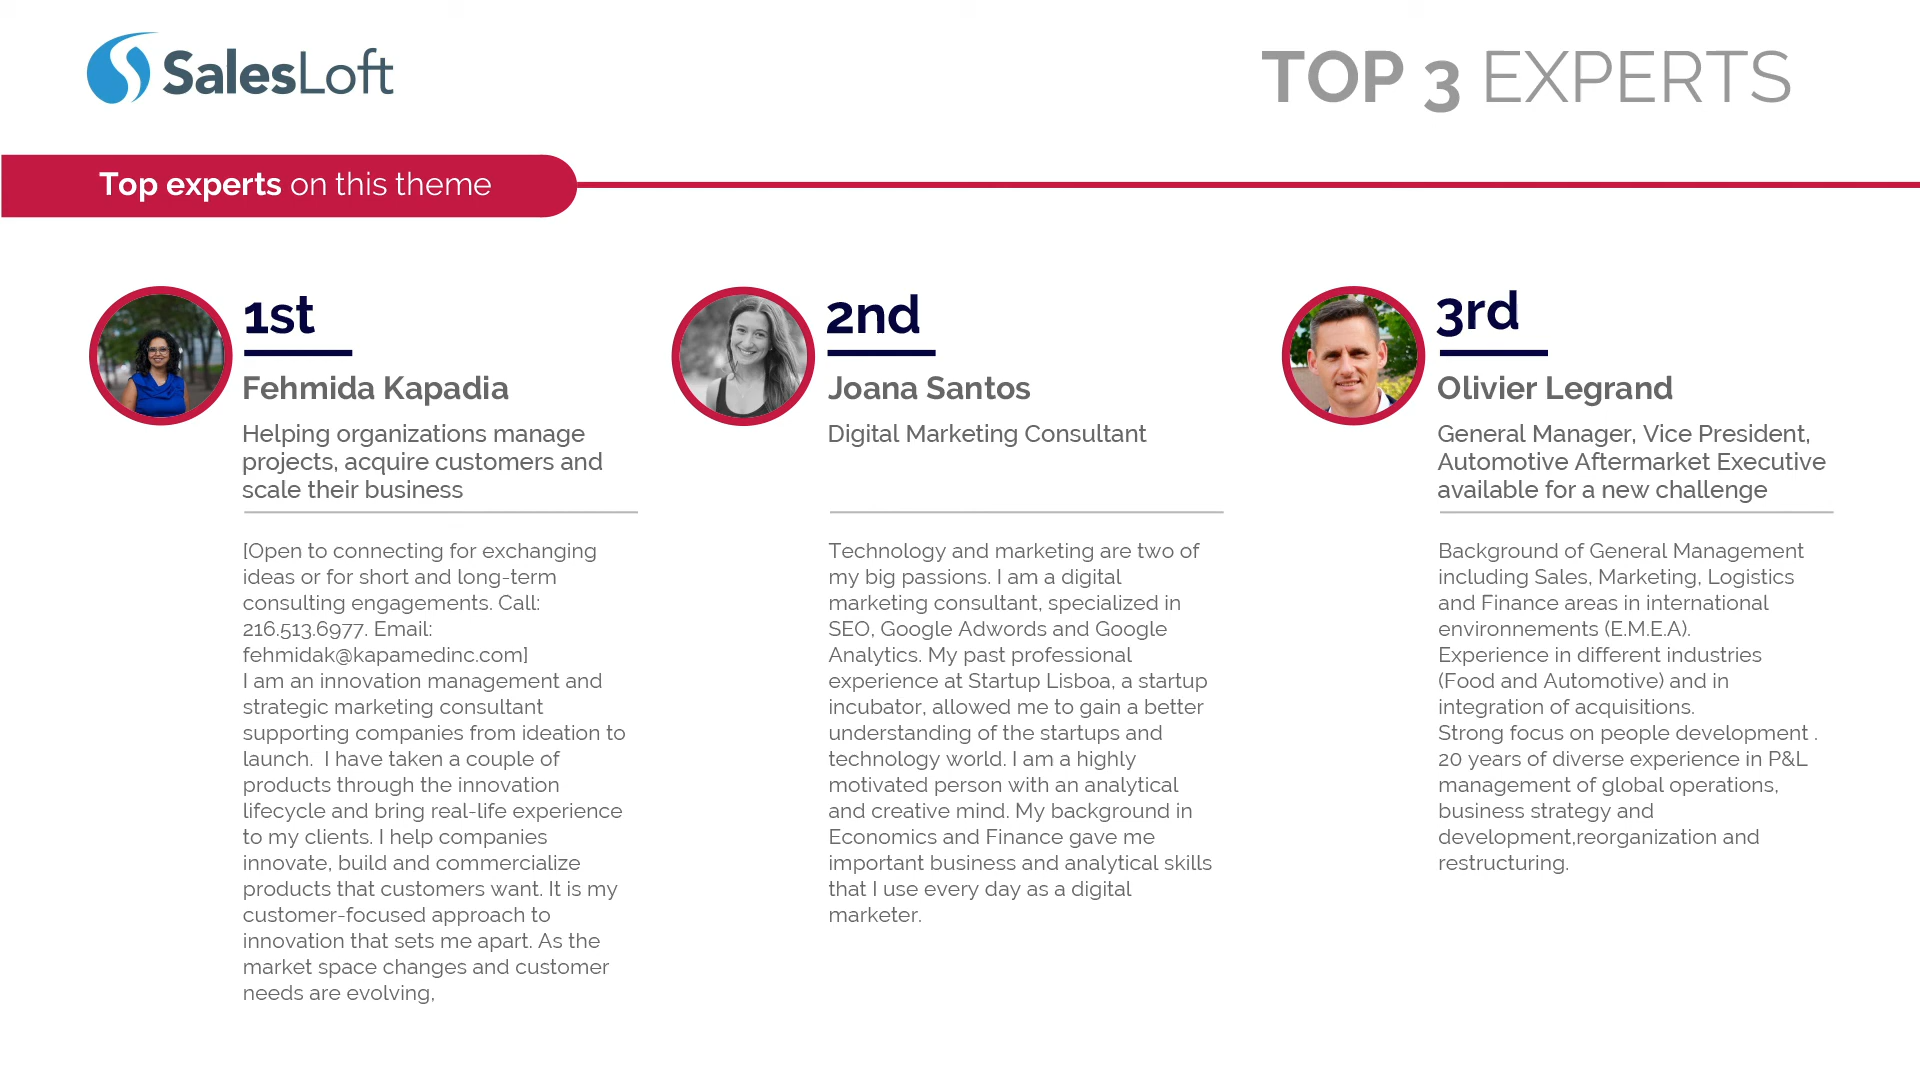 SalesLoft
TOP 3 EXPERTS
Top experts on this theme
1st
Fehmida Kapadia
Helping organizations manage
projects, acquire customers and
scale their business
[Open to connecting for exchanging
ideas or for short and long-term
consulting engagements. Call:
216.513.6977. Email:
fehmidak@kapamedinc.com]
I am an innovation management and
strategic marketing consultant
supporting companies from ideation to
launch.  I have taken a couple of
products through the innovation
lifecycle and bring real-life experience
to my clients. I help companies
innovate, build and commercialize
products that customers want. It is my
customer-focused approach to
innovation that sets me apart. As the
market space changes and customer
needs are evolving,
2nd
Joana Santos
Digital Marketing Consultant
Technology and marketing are two of
my big passions. I am a digital
marketing consultant, specialized in
SEO, Google Adwords and Google
Analytics. My past professional
experience at Startup Lisboa, a startup
incubator, allowed me to gain a better
understanding of the startups and
technology world. I am a highly
motivated person with an analytical
and creative mind. My background in
Economics and Finance gave me
important business and analytical skills
that I use every day as a digital
marketer.
3rd
Olivier Legrand
General Manager, Vice President,
Automotive Aftermarket Executive
available for a new challenge
Background of General Management
including Sales, Marketing, Logistics
and Finance areas in international
environnements (E.M.E.A).
Experience in different industries
(Food and Automotive) and in
integration of acquisitions.
Strong focus on people development .
20 years of diverse experience in P&L
management of global operations,
business strategy and
development,reorganization and
restructuring.